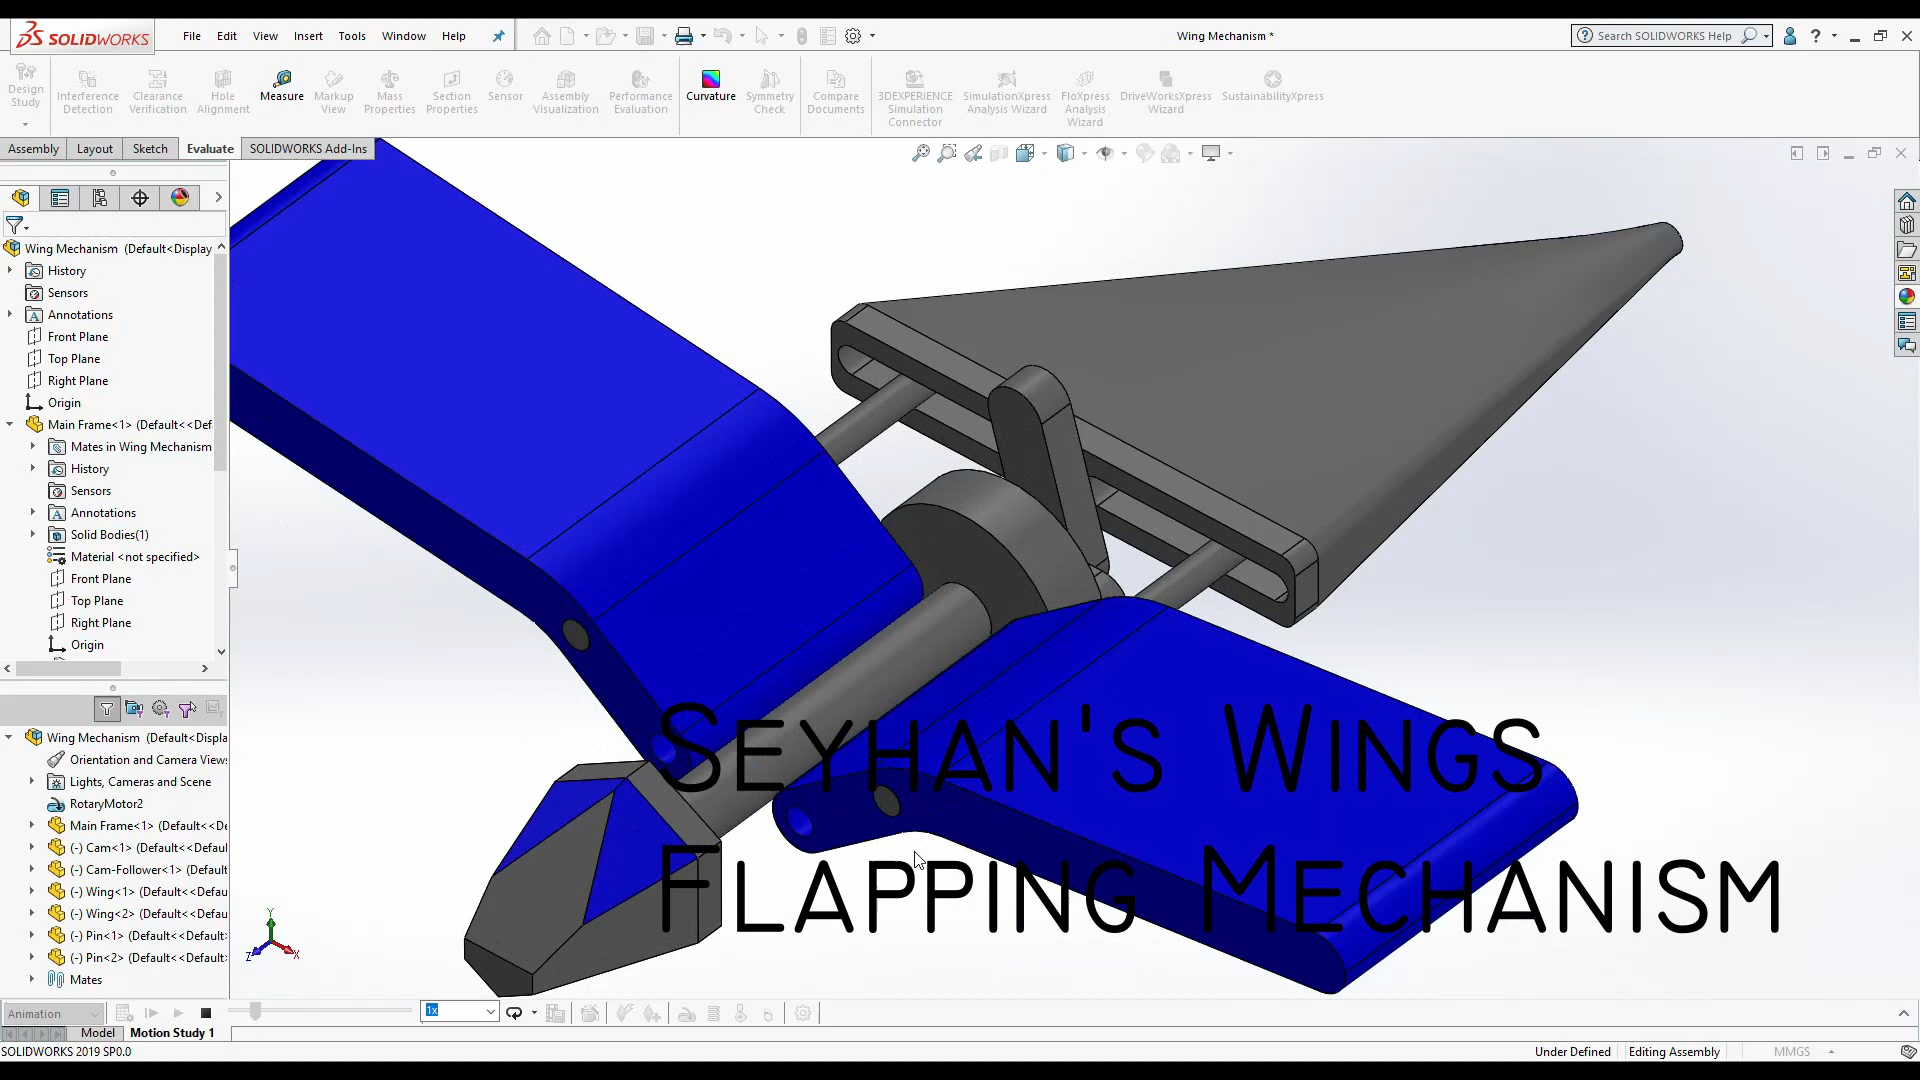 SOLIDWORKS
File Edit View Insert Tools Window Help
Wing Mechanism *
Search SOLIDWORKS Help
Design Study
Interference Detection
Clearance Verification
Hole Alignment
Measure
Markup View
Mass Properties
Section Properties
Sensor
Assembly Visualization
Performance Evaluation
Curvature
Symmetry Check
Compare Documents
3DEXPERIENCE Simulation Connector
SimulationXpress Analysis Wizard
FloXpress Analysis Wizard
DriveWorksXpress Wizard
SustainabilityXpress
Assembly Layout Sketch Evaluate SOLIDWORKS Add-Ins
Wing Mechanism (Default<Display
History
Sensors
Annotations
Front Plane
Top Plane
Right Plane
Origin
Main Frame<1> (Default<<Def
Mates in Wing Mechanism
History
Sensors
Annotations
Solid Bodies(1)
Material <not specified>
Front Plane
Top Plane
Right Plane
Origin
Wing Mechanism (Default<Displa
Orientation and Camera Views
Lights, Cameras and Scene
RotaryMotor2
Main Frame<1> (Default<<De
(-) Cam<1> (Default<<Defau
(-) Cam-Follower<1> (Defau
(-) Wing<1> (Default<<Defau
(-) Wing<2> (Default<<Defau
(-) Pin<1> (Default<<Default
(-) Pin<2> (Default<<Default
Mates
SEYHAN'S WINGS
FLAPPING MECHANISM
Y
Z
X
Animation
1x
Model Motion Study 1
SOLIDWORKS 2019 SP0.0
Under Defined Editing Assembly MMGS